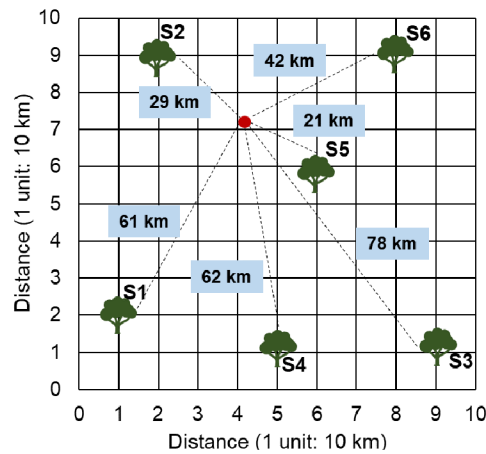 10
9
8
7
6
5
4
3
2
1
0
Distance (1 unit: 10 km)
S2
S6
42 km
29 km
21 km
S5
61 km
78 km
62 km
S1
S4
S3
0 1 2 3 4 5 6 7 8 9 10
Distance (1 unit: 10 km)